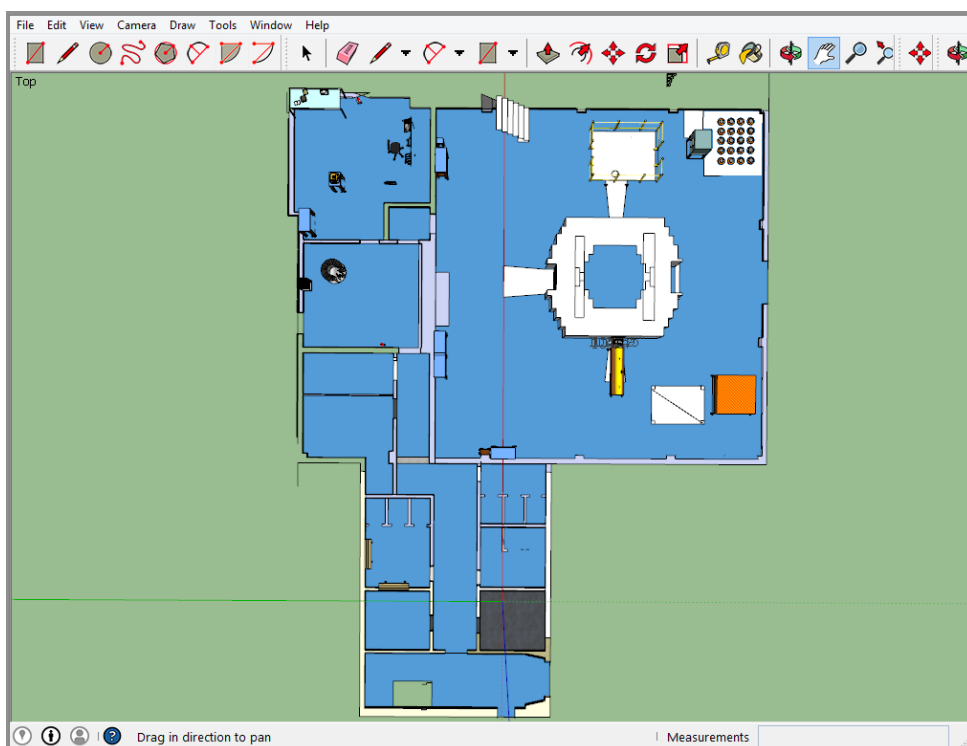 File Edit View Camera Draw Tools Window Help
Top
Drag in direction to pan
Measurements